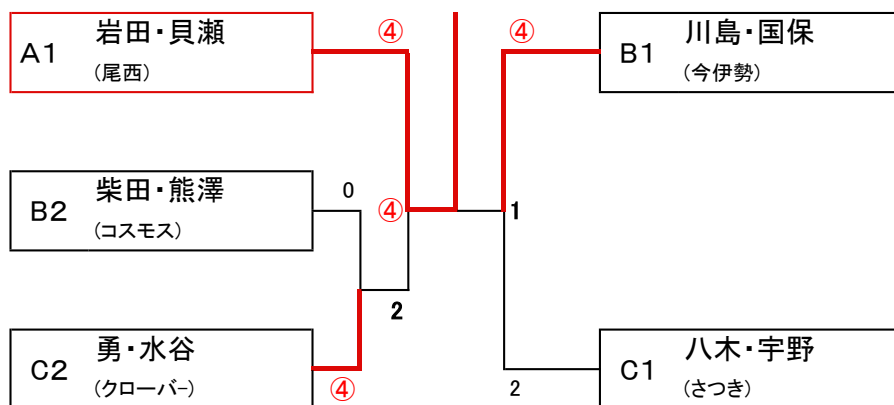 A1
岩田・貝瀬
(尾西)
④
④
B1
川島・国保
(今伊勢)
B2
柴田・熊澤
(コスモス)
0
④
1
2
C2
勇・水谷
(クローバー)
④
2
C1
八木・宇野
(さつき)